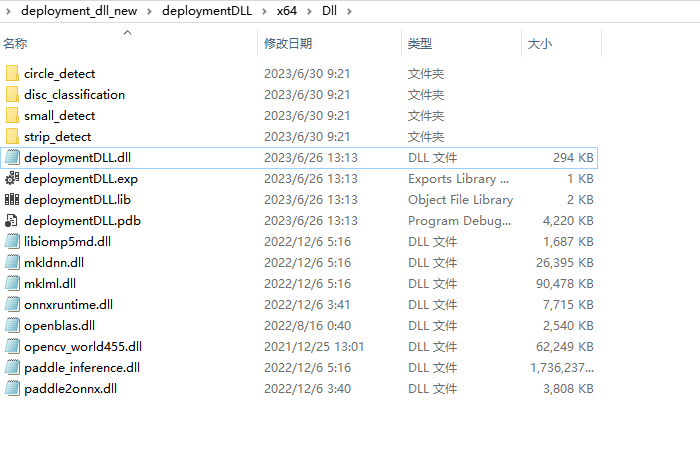 deployment_dll_new > deploymentDLL > x64 > Dll >
名称 修改日期 类型 大小
circle_detect 2023/6/30 9:21 文件夹
disc_classification 2023/6/30 9:21 文件夹
small_detect 2023/6/30 9:21 文件夹
strip_detect 2023/6/30 9:21 文件夹
deploymentDLL.dll 2023/6/26 13:13 DLL 文件 294 KB
deploymentDLL.exp 2023/6/26 13:13 Exports Library ... 1 KB
deploymentDLL.lib 2023/6/26 13:13 Object File Library 2 KB
deploymentDLL.pdb 2023/6/26 13:13 Program Debug... 4,220 KB
libiomp5md.dll 2022/12/6 5:16 DLL 文件 1,687 KB
mkldnn.dll 2022/12/6 5:16 DLL 文件 26,395 KB
mklml.dll 2022/12/6 5:16 DLL 文件 90,478 KB
onnxruntime.dll 2022/12/6 3:41 DLL 文件 7,715 KB
openblas.dll 2022/8/16 0:40 DLL 文件 2,540 KB
opencv_world455.dll 2021/12/25 13:01 DLL 文件 62,249 KB
paddle_inference.dll 2022/12/6 5:16 DLL 文件 1,736,237...
paddle2onnx.dll 2022/12/6 3:40 DLL 文件 3,808 KB